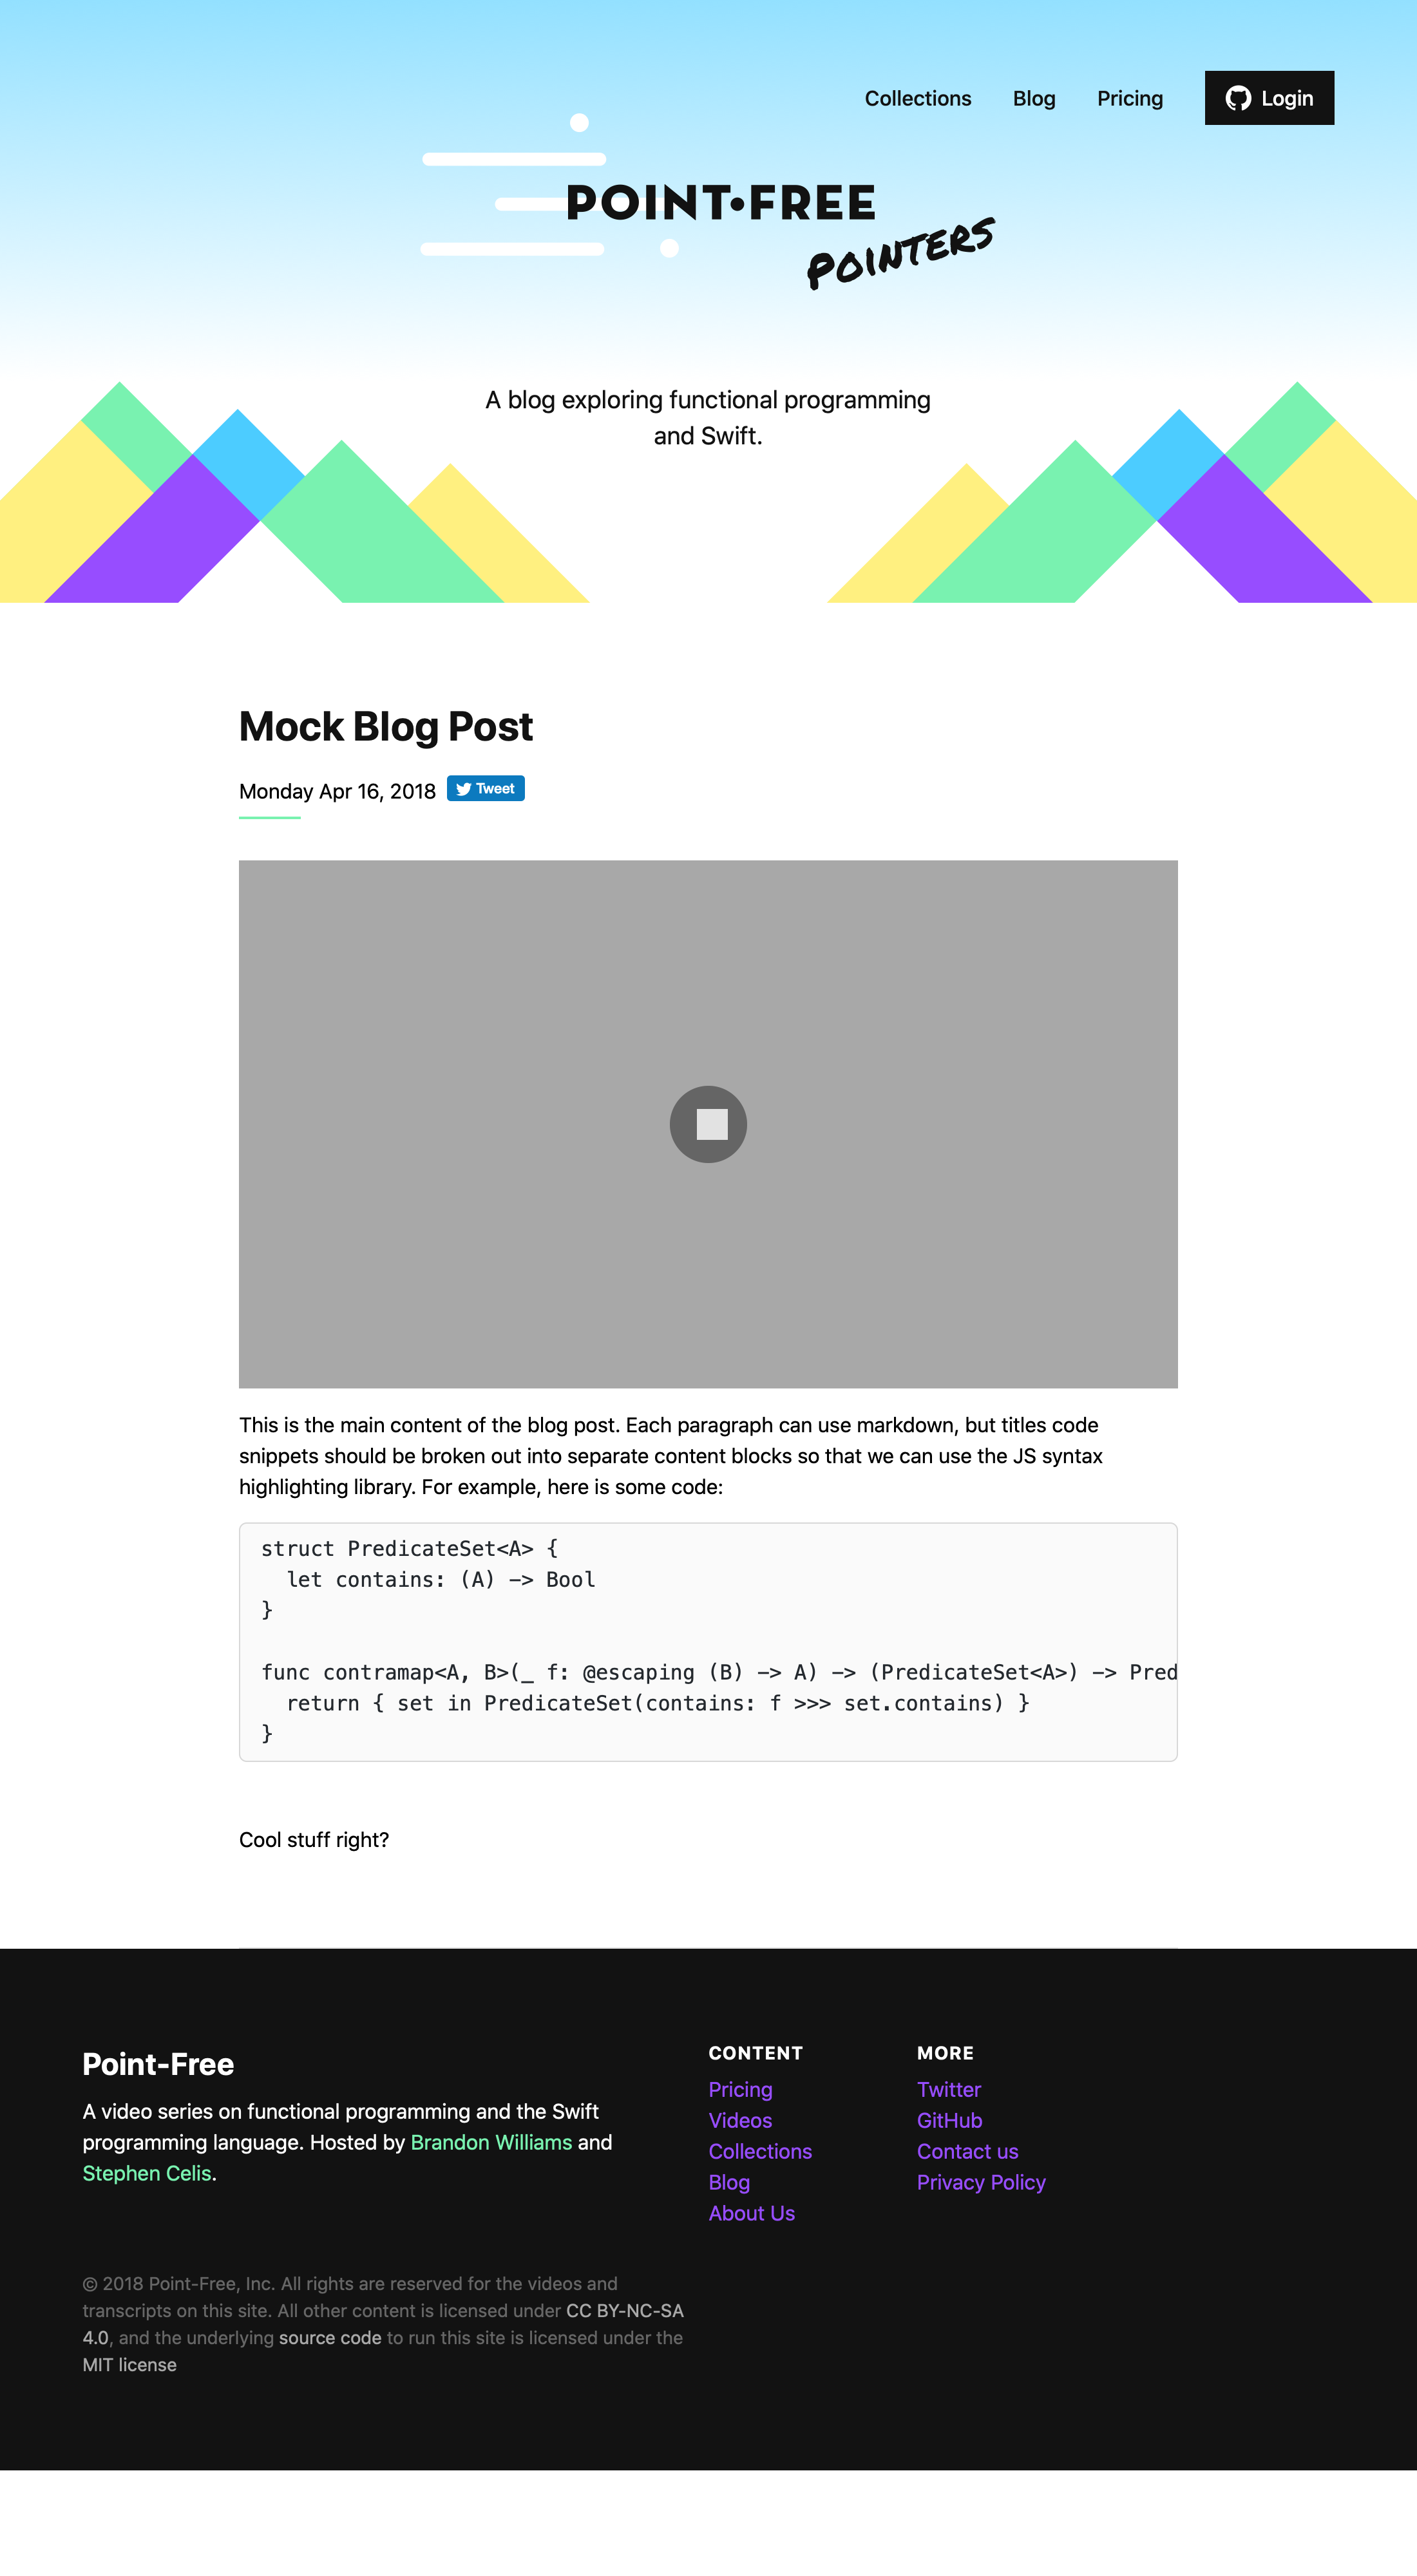 Collections
Blog
Pricing
Login
POINT•FREE
POINTERS
A blog exploring functional programming
and Swift.
Mock Blog Post
Monday Apr 16, 2018
Tweet
This is the main content of the blog post. Each paragraph can use markdown, but titles code
snippets should be broken out into separate content blocks so that we can use the JS syntax
highlighting library. For example, here is some code:
struct PredicateSet<A> {
  let contains: (A) -> Bool
}
func contramap<A, B>(_ f: @escaping (B) -> A) -> (PredicateSet<A>) -> Pred
  return { set in PredicateSet(contains: f >>> set.contains) }
}
Cool stuff right?
Point-Free
A video series on functional programming and the Swift
programming language. Hosted by Brandon Williams and
Stephen Celis.
CONTENT
Pricing
Videos
Collections
Blog
About Us
MORE
Twitter
GitHub
Contact us
Privacy Policy
© 2018 Point-Free, Inc. All rights are reserved for the videos and
transcripts on this site. All other content is licensed under CC BY-NC-SA
4.0, and the underlying source code to run this site is licensed under the
MIT license